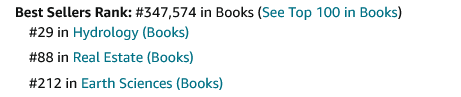 Best Sellers Rank: #347,574 in Books (See Top 100 in Books)
#29 in Hydrology (Books)
#88 in Real Estate (Books)
#212 in Earth Sciences (Books)